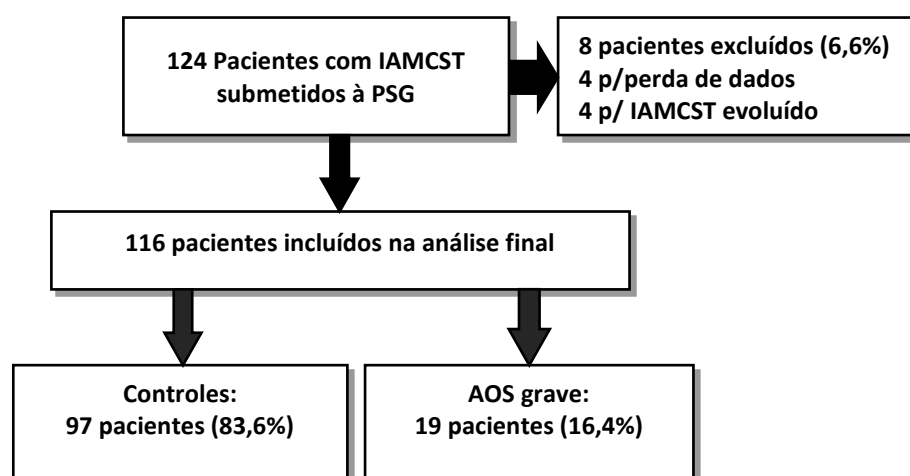 124 Pacientes com IAMCST
submetidos à PSG
8 pacientes excluídos (6,6%)
4 p/perda de dados
4 p/ IAMCST evoluído
116 pacientes incluídos na análise final
Controles:
97 pacientes (83,6%)
AOS grave:
19 pacientes (16,4%)